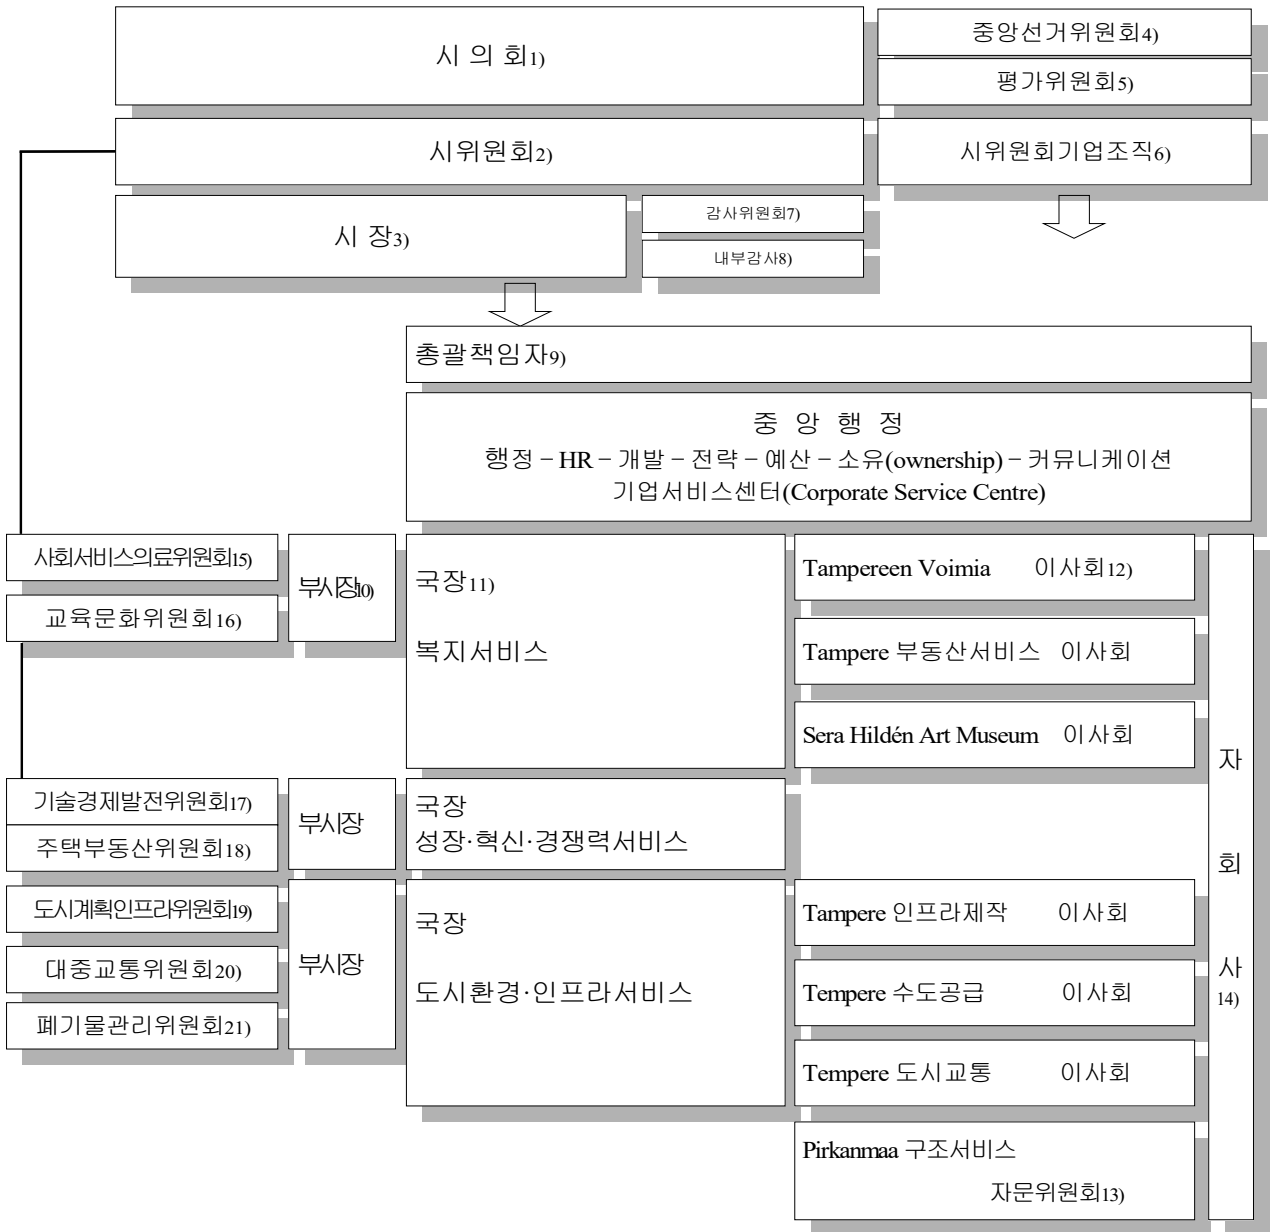 시 의 회1)
중앙선거위원회4)
평가위원회5)
시위원회2)
시위원회기업조직6)
시 장3)
감사위원회7)
내부감사8)
총괄책임자9)
중 앙 행 정
행정 – HR – 개발 – 전략 – 예산 – 소유(ownership) – 커뮤니케이션
기업서비스센터(Corporate Service Centre)
사회서비스의료위원회15)
교육문화위원회16)
부시장10)
국장11)
복지서비스
Tampereen Voimia 이사회12)
Tampere 부동산서비스 이사회
Sera Hildén Art Museum 이사회
기술경제발전위원회17)
주택부동산위원회18)
부시장
국장
성장·혁신·경쟁력서비스
도시계획인프라위원회19)
대중교통위원회20)
폐기물관리위원회21)
부시장
국장
도시환경·인프라서비스
Tampere 인프라제작 이사회
Tempere 수도공급 이사회
Tempere 도시교통 이사회
Pirkanmaa 구조서비스
자문위원회13)
자
회
사
14)